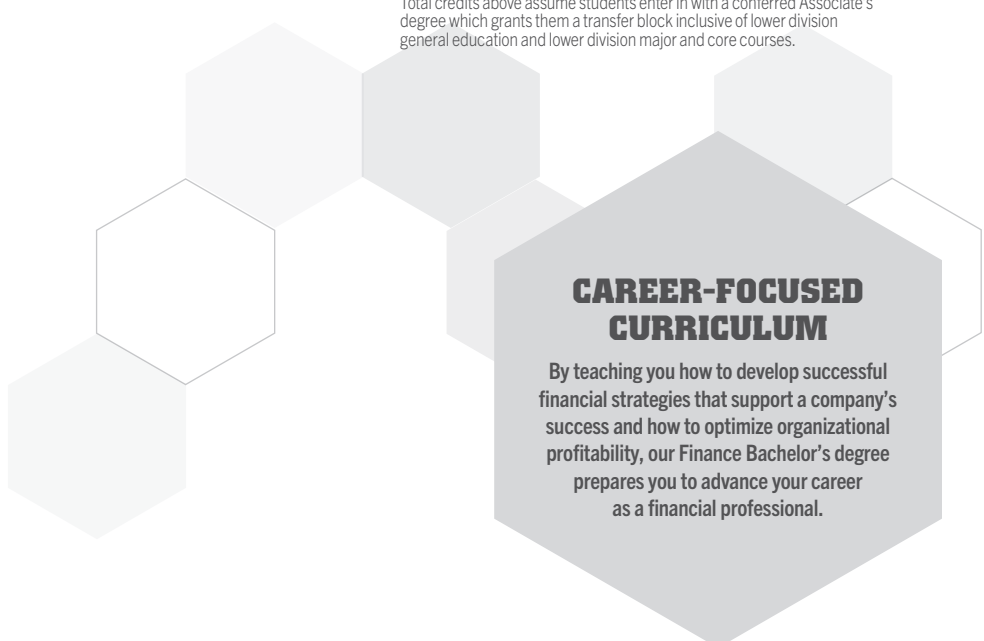 Total credits above assume students enter in with a conferred Associate's
degree which grants them a transfer block inclusive of lower division
general education and lower division major and core courses.
CAREER-FOCUSED
CURRICULUM
By teaching you how to develop successful
financial strategies that support a company's
success and how to optimize organizational
profitability, our Finance Bachelor's degree
prepares you to advance your career
as a financial professional.